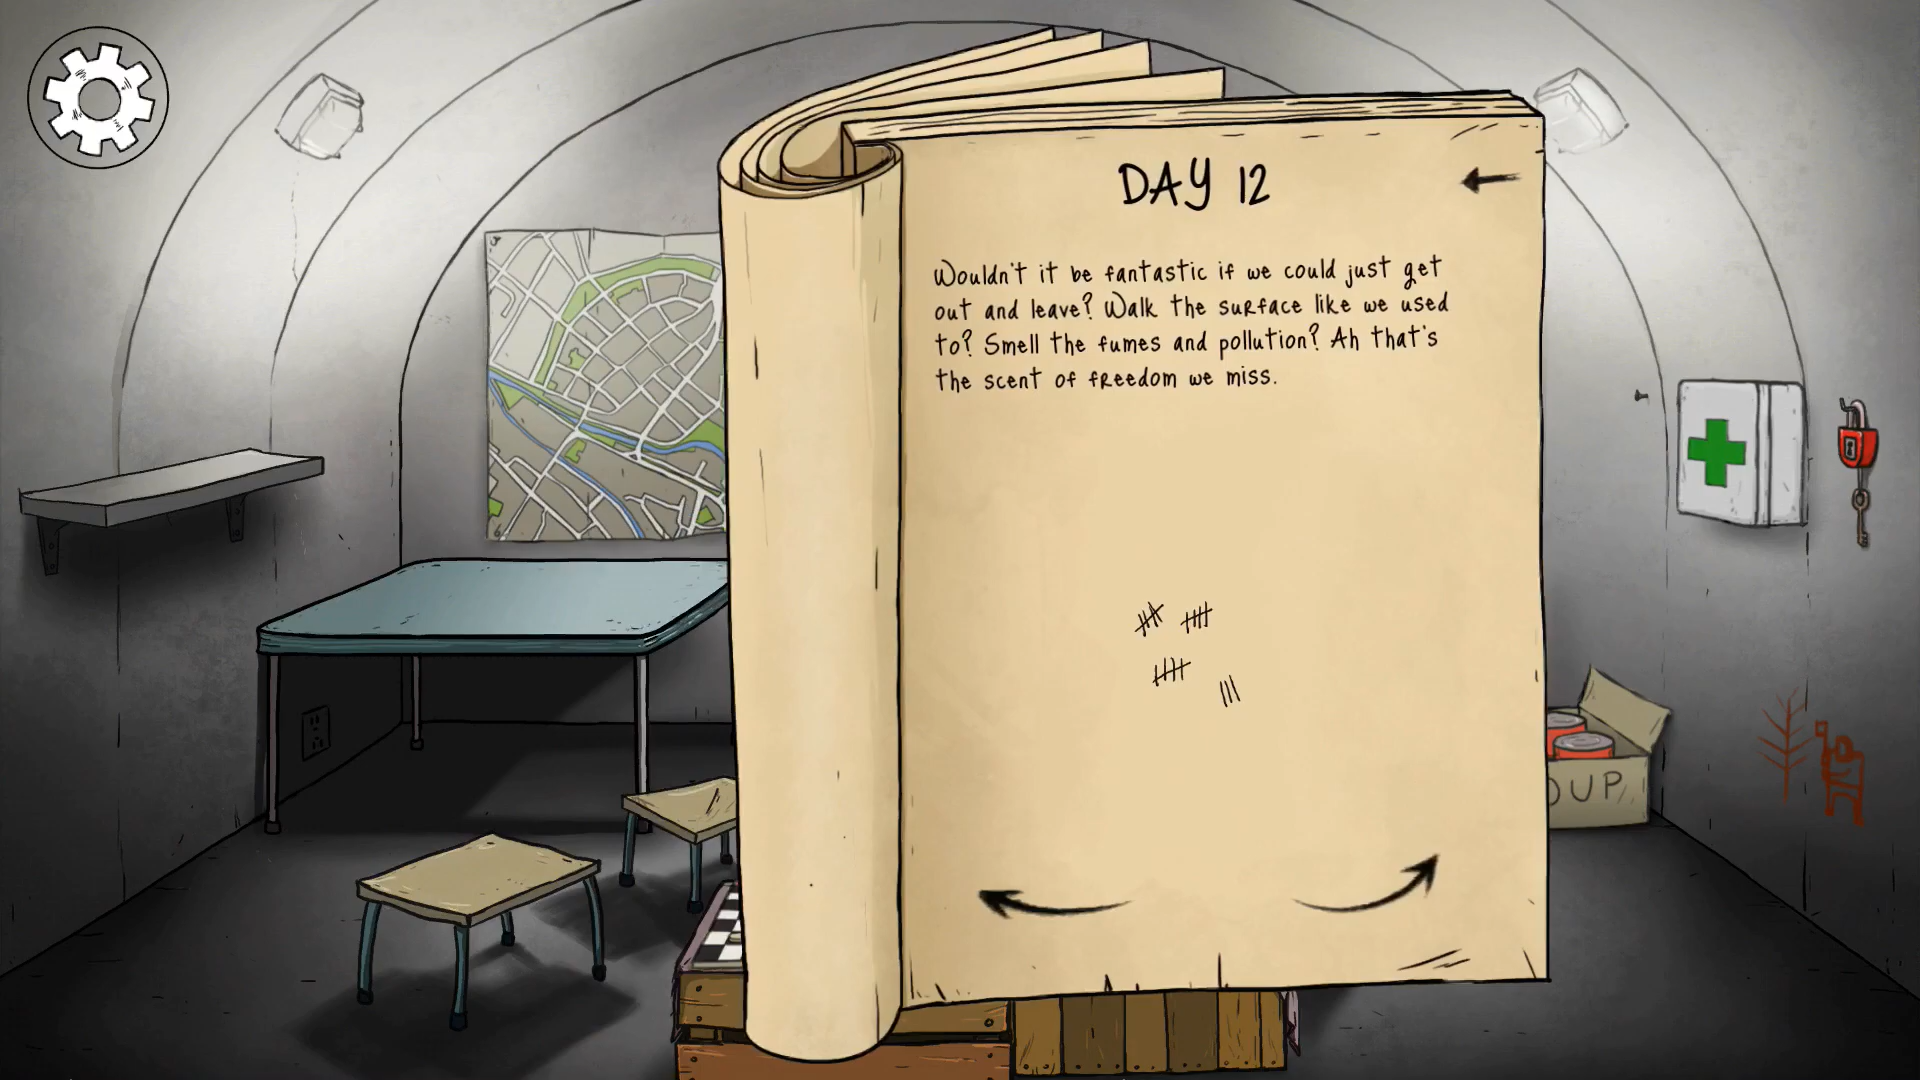 DAY 12
Wouldn't it be fantastic if we could just get
out and leave? Walk the surface like we used
to? Smell the fumes and pollution? Ah that's
the scent of freedom we miss.
OUP